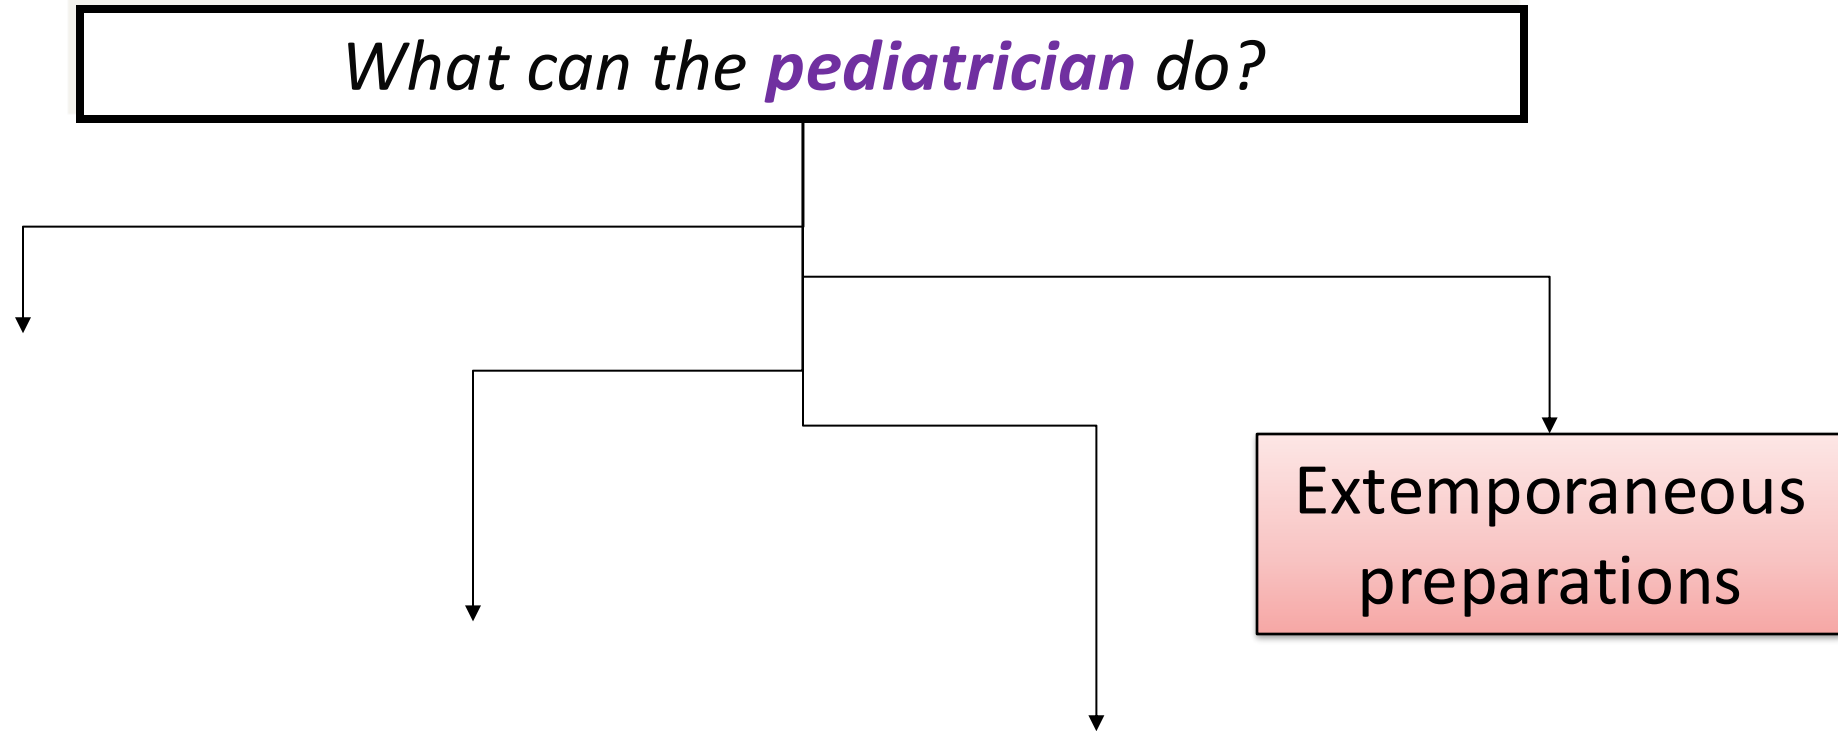 What can the pediatrician do?
Extemporaneous
preparations